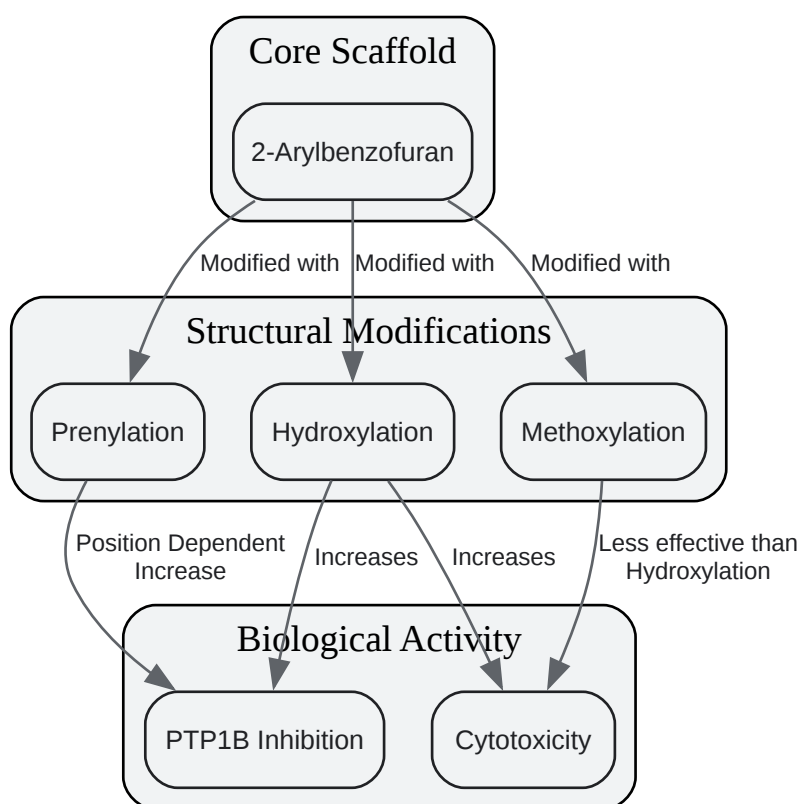 Core Scaffold
2-Arylbenzofuran
Modified with
Modified with
Modified with
Structural Modifications
Prenylation
Hydroxylation
Methoxylation
Position Dependent
Increase
Increases
Increases
Less effective than
Hydroxylation
Biological Activity
PTP1B Inhibition
Cytotoxicity